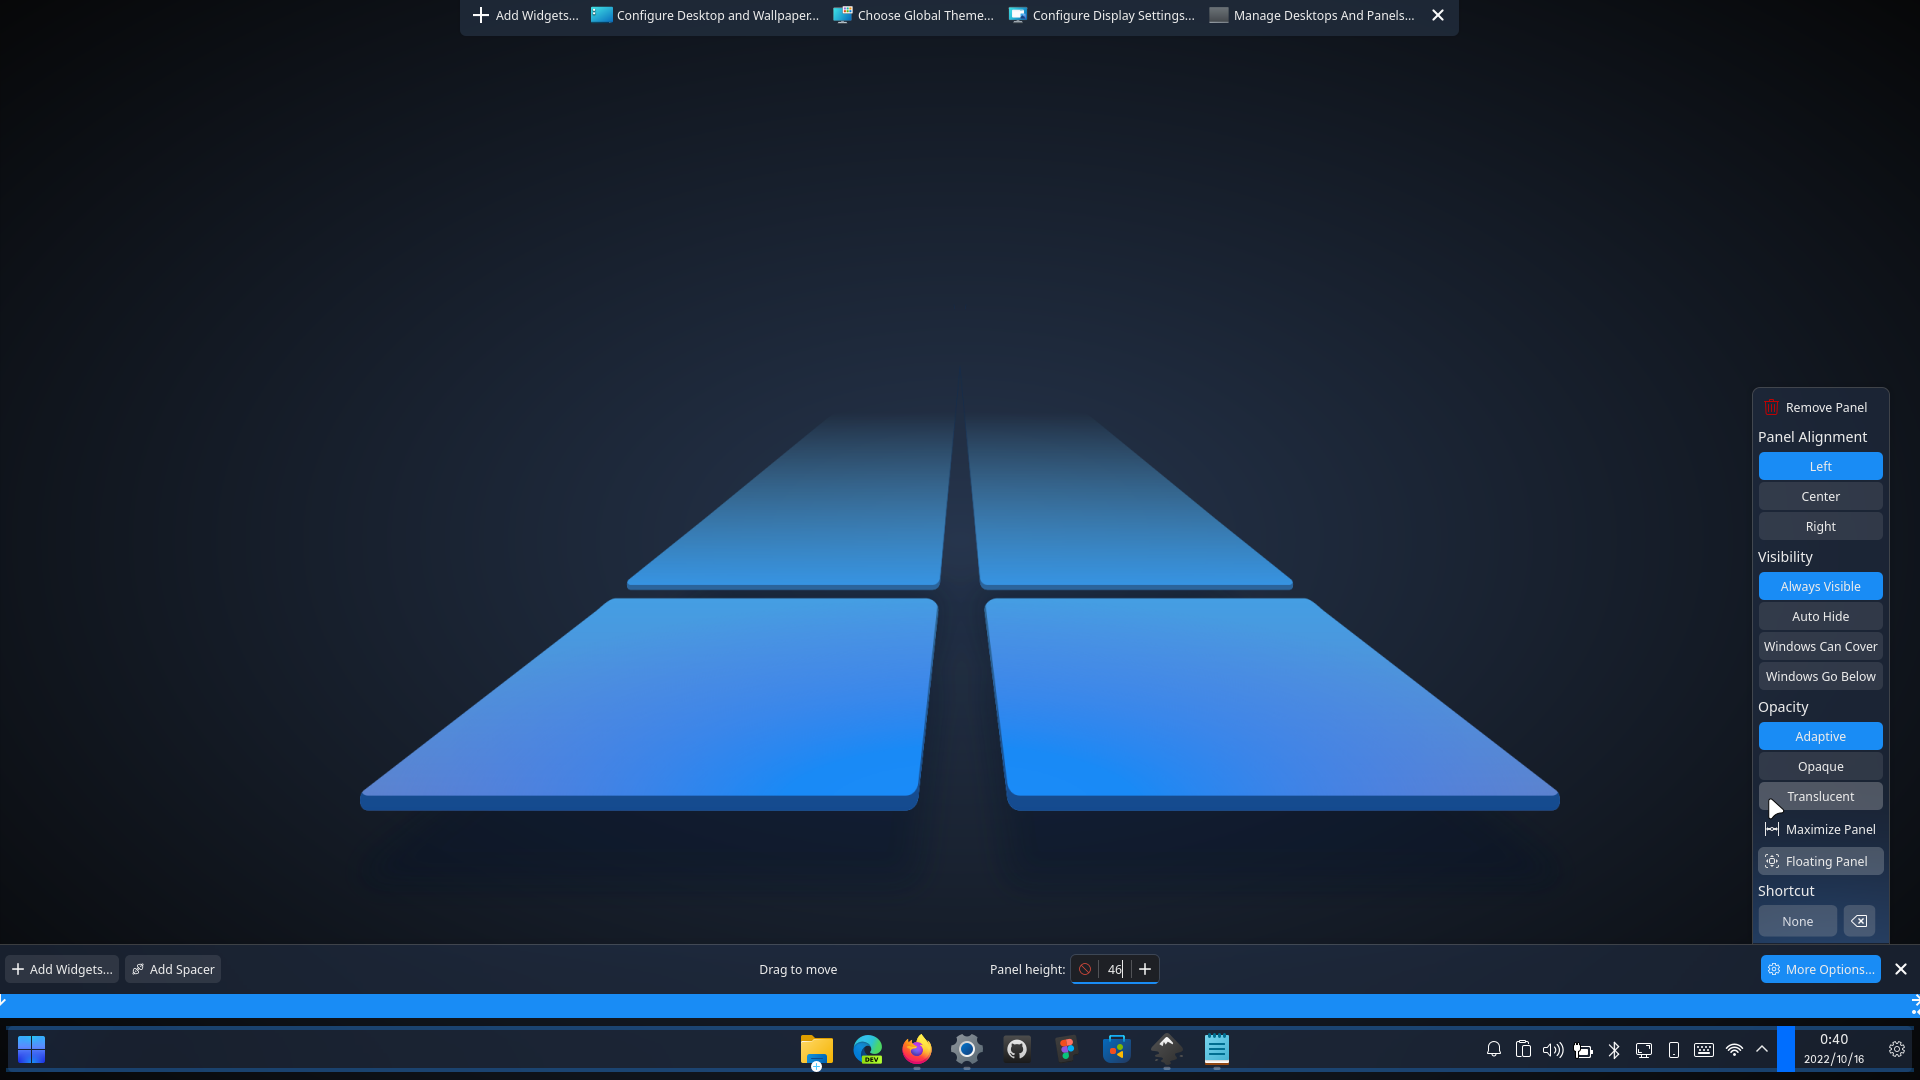 Add Widgets...
Configure Desktop and Wallpaper...
Choose Global Theme...
Configure Display Settings...
Manage Desktops And Panels...
Remove Panel
Panel Alignment
Left
Center
Right
Visibility
Always Visible
Auto Hide
Windows Can Cover
Windows Go Below
Opacity
Adaptive
Opaque
Translucent
Maximize Panel
Floating Panel
Shortcut
None
Add Widgets...
Add Spacer
Drag to move
Panel height:
46
More Options...
DEV
0:40
2022/10/16